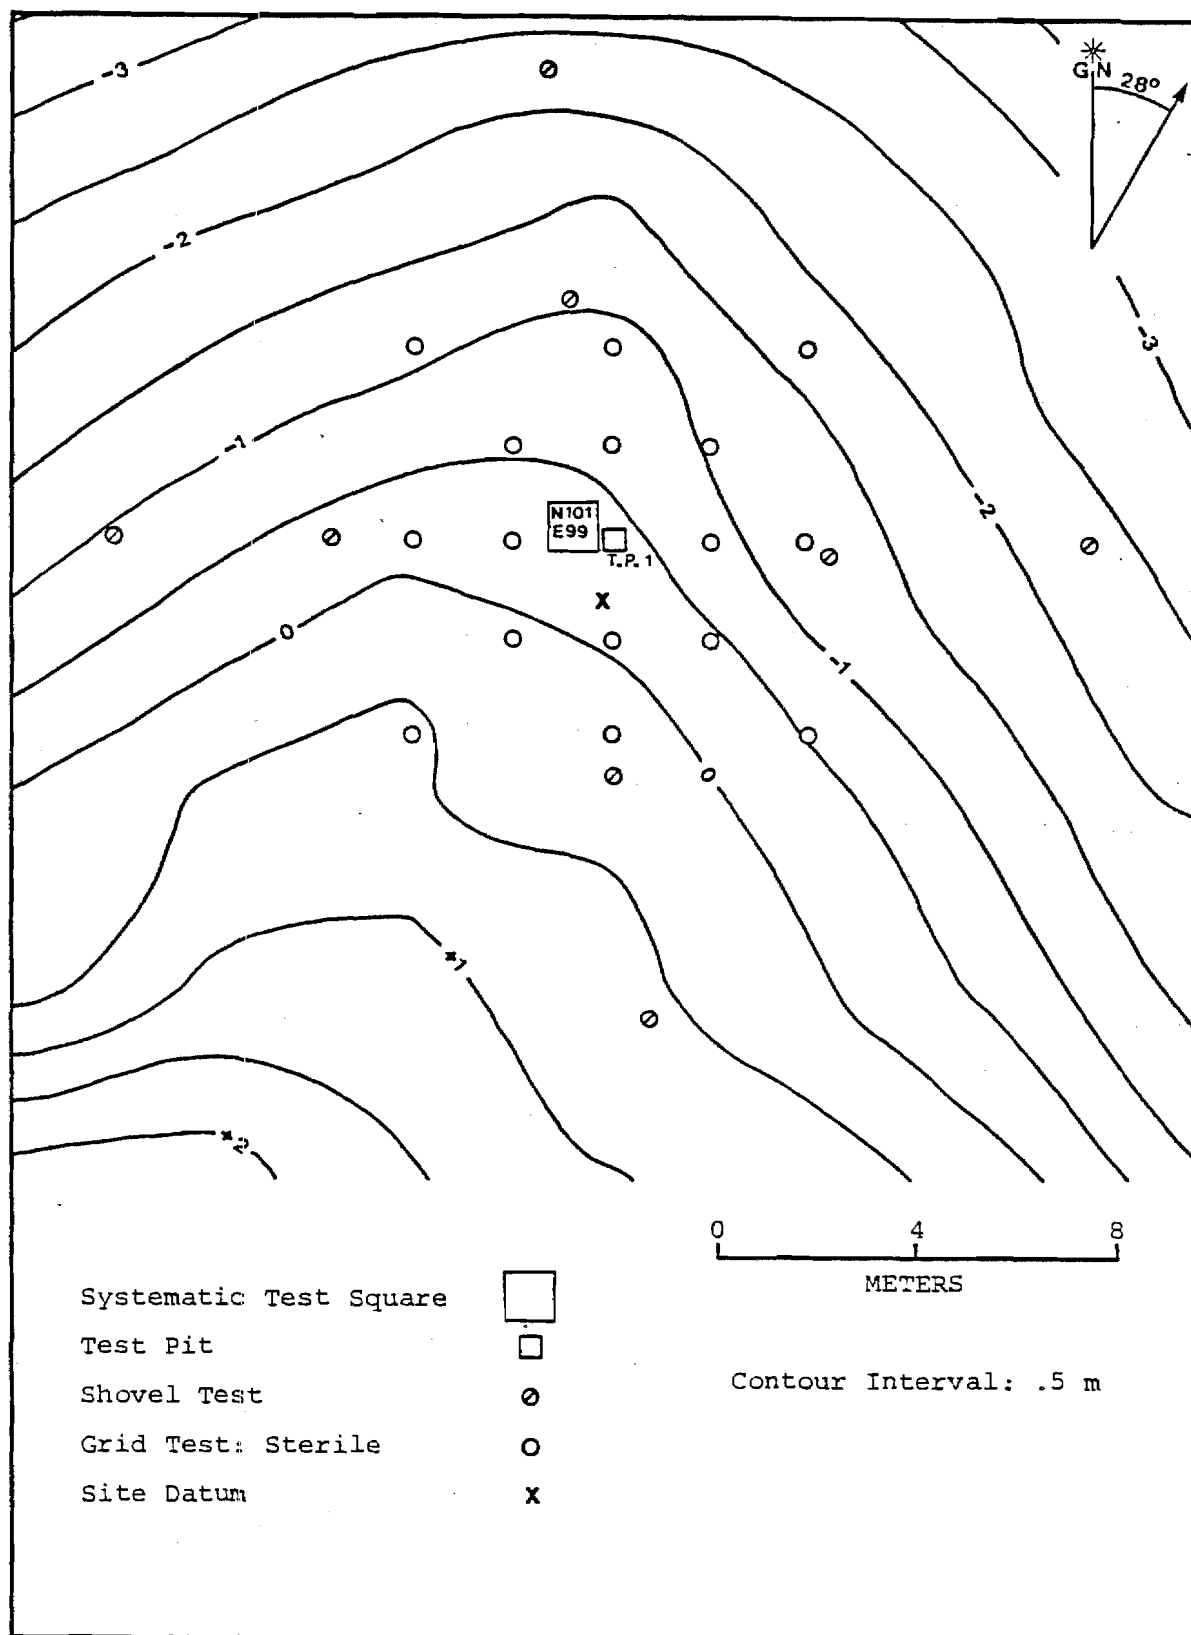 -3
GN 28°
-2
-3
-1
-2
N101
E99
T.P. 1
X
0
-1
0
+1
+2
0 4 8
METERS
Systematic Test Square
Test Pit
Contour Interval: .5 m
Shovel Test
Grid Test: Sterile
Site Datum X